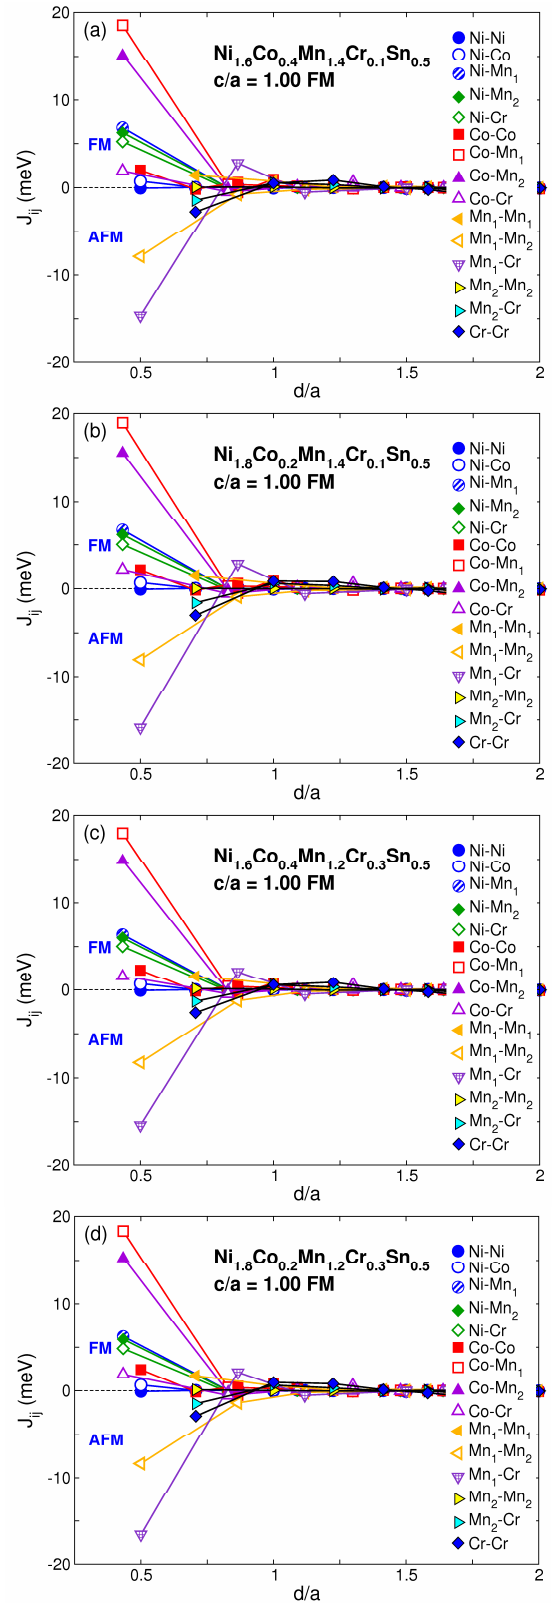 (a)
Ni1.6Co0.4Mn1.4Cr0.1Sn0.5
c/a = 1.00 FM
20
10
0
-10
-20
Jij (meV)
FM
AFM
0.5
1
1.5
2
d/a
Ni-Ni
Ni-Co
Ni-Mn1
Ni-Mn2
Ni-Cr
Co-Co
Co-Mn1
Co-Mn2
Co-Cr
Mn1-Mn1
Mn1-Mn2
Mn1-Cr
Mn2-Mn2
Mn2-Cr
Cr-Cr
(b)
Ni1.8Co0.2Mn1.4Cr0.1Sn0.5
c/a = 1.00 FM
20
10
0
-10
-20
Jij (meV)
FM
AFM
0.5
1
1.5
2
d/a
Ni-Ni
Ni-Co
Ni-Mn1
Ni-Mn2
Ni-Cr
Co-Co
Co-Mn1
Co-Mn2
Co-Cr
Mn1-Mn1
Mn1-Mn2
Mn1-Cr
Mn2-Mn2
Mn2-Cr
Cr-Cr
(c)
Ni1.6Co0.4Mn1.2Cr0.3Sn0.5
c/a = 1.00 FM
20
10
0
-10
-20
Jij (meV)
FM
AFM
0.5
1
1.5
2
d/a
Ni-Ni
Ni-Co
Ni-Mn1
Ni-Mn2
Ni-Cr
Co-Co
Co-Mn1
Co-Mn2
Co-Cr
Mn1-Mn1
Mn1-Mn2
Mn1-Cr
Mn2-Mn2
Mn2-Cr
Cr-Cr
(d)
Ni1.8Co0.2Mn1.2Cr0.3Sn0.5
c/a = 1.00 FM
20
10
0
-10
-20
Jij (meV)
FM
AFM
0.5
1
1.5
2
d/a
Ni-Ni
Ni-Co
Ni-Mn1
Ni-Mn2
Ni-Cr
Co-Co
Co-Mn1
Co-Mn2
Co-Cr
Mn1-Mn1
Mn1-Mn2
Mn1-Cr
Mn2-Mn2
Mn2-Cr
Cr-Cr